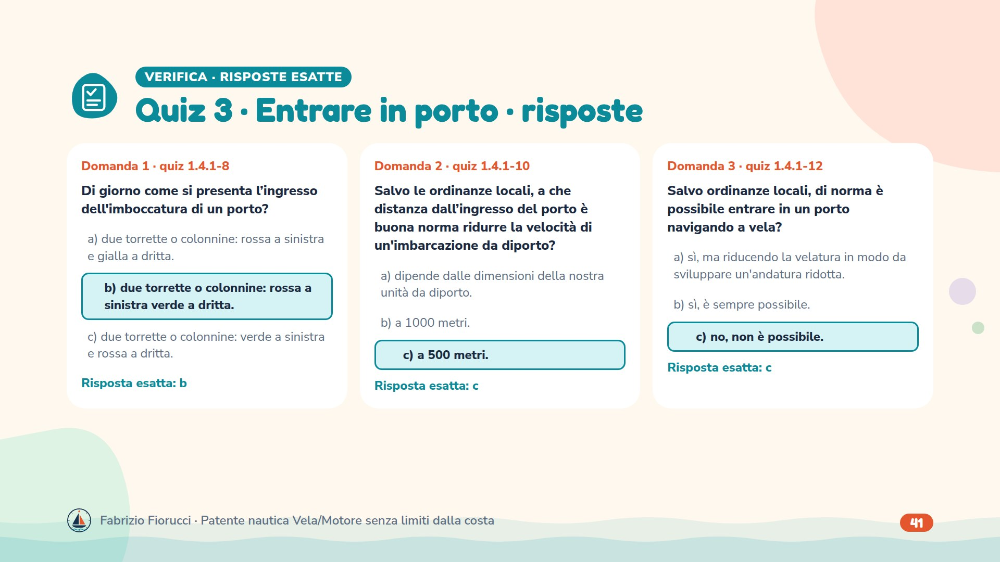 VERIFICA · RISPOSTE ESATTE
Quiz 3 · Entrare in porto · risposte
Domanda 1 · quiz 1.4.1-8
Di giorno come si presenta l’ingresso
dell'imboccatura di un porto?
a) due torrette o colonnine: rossa a sinistra
e gialla a dritta.
b) due torrette o colonnine: rossa a
sinistra verde a dritta.
c) due torrette o colonnine: verde a sinistra
e rossa a dritta.
Risposta esatta: b
Domanda 2 · quiz 1.4.1-10
Salvo le ordinanze locali, a che
distanza dall’ingresso del porto è
buona norma ridurre la velocità di
un'imbarcazione da diporto?
a) dipende dalle dimensioni della nostra
unità da diporto.
b) a 1000 metri.
c) a 500 metri.
Risposta esatta: c
Domanda 3 · quiz 1.4.1-12
Salvo ordinanze locali, di norma è
possibile entrare in un porto
navigando a vela?
a) sì, ma riducendo la velatura in modo da
sviluppare un'andatura ridotta.
b) sì, è sempre possibile.
c) no, non è possibile.
Risposta esatta: c
Fabrizio Fiorucci · Patente nautica Vela/Motore senza limiti dalla costa
41